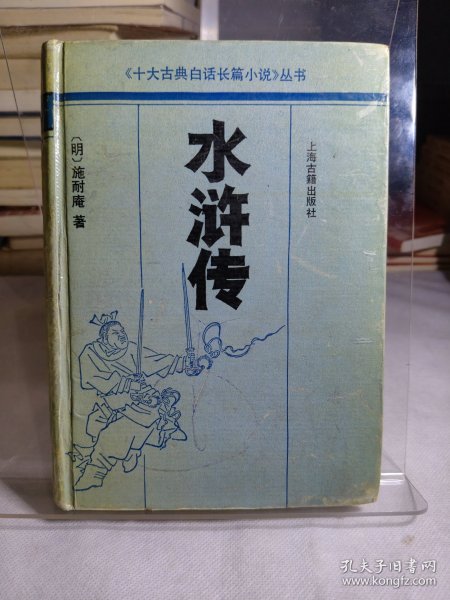 《十大古典白话长篇小说》丛书
水浒传
〔明〕施耐庵 著
上海古籍出版社
孔夫子旧书网
www.kongfz.com